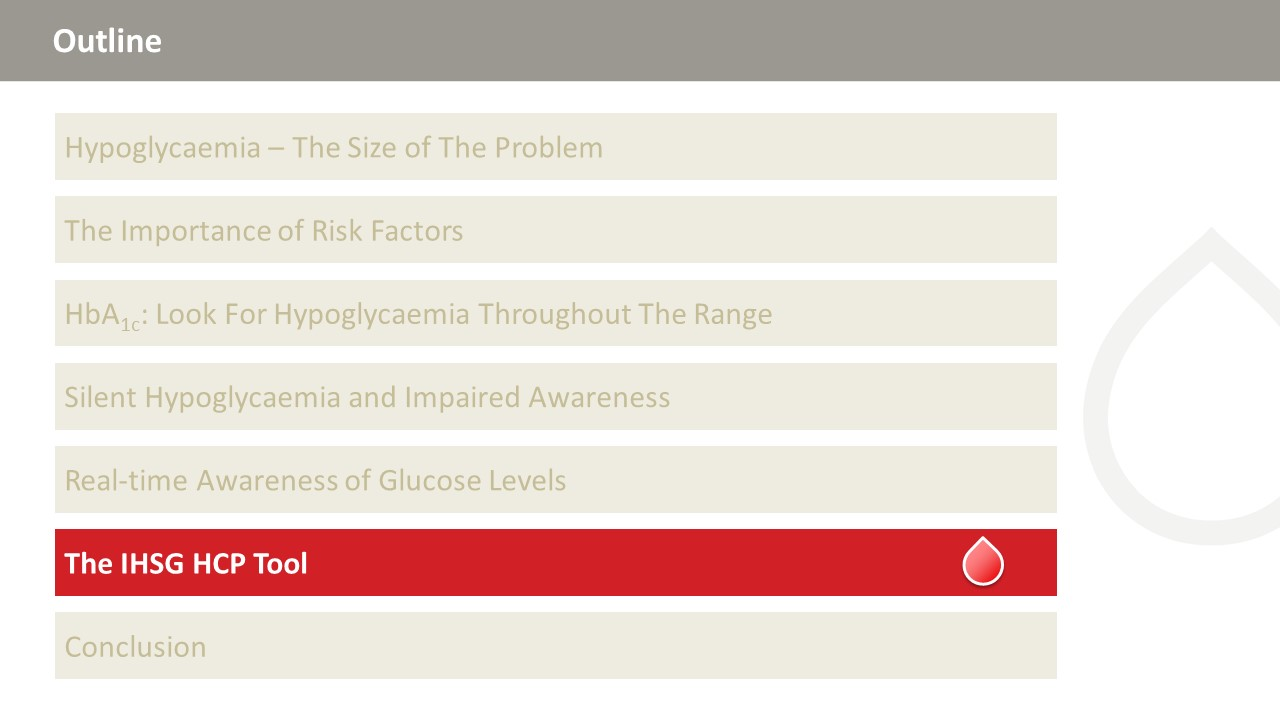 Outline
Hypoglycaemia – The Size of The Problem
The Importance of Risk Factors
HbA1c: Look For Hypoglycaemia Throughout The Range
Silent Hypoglycaemia and Impaired Awareness
Real-time Awareness of Glucose Levels
The IHSG HCP Tool
Conclusion